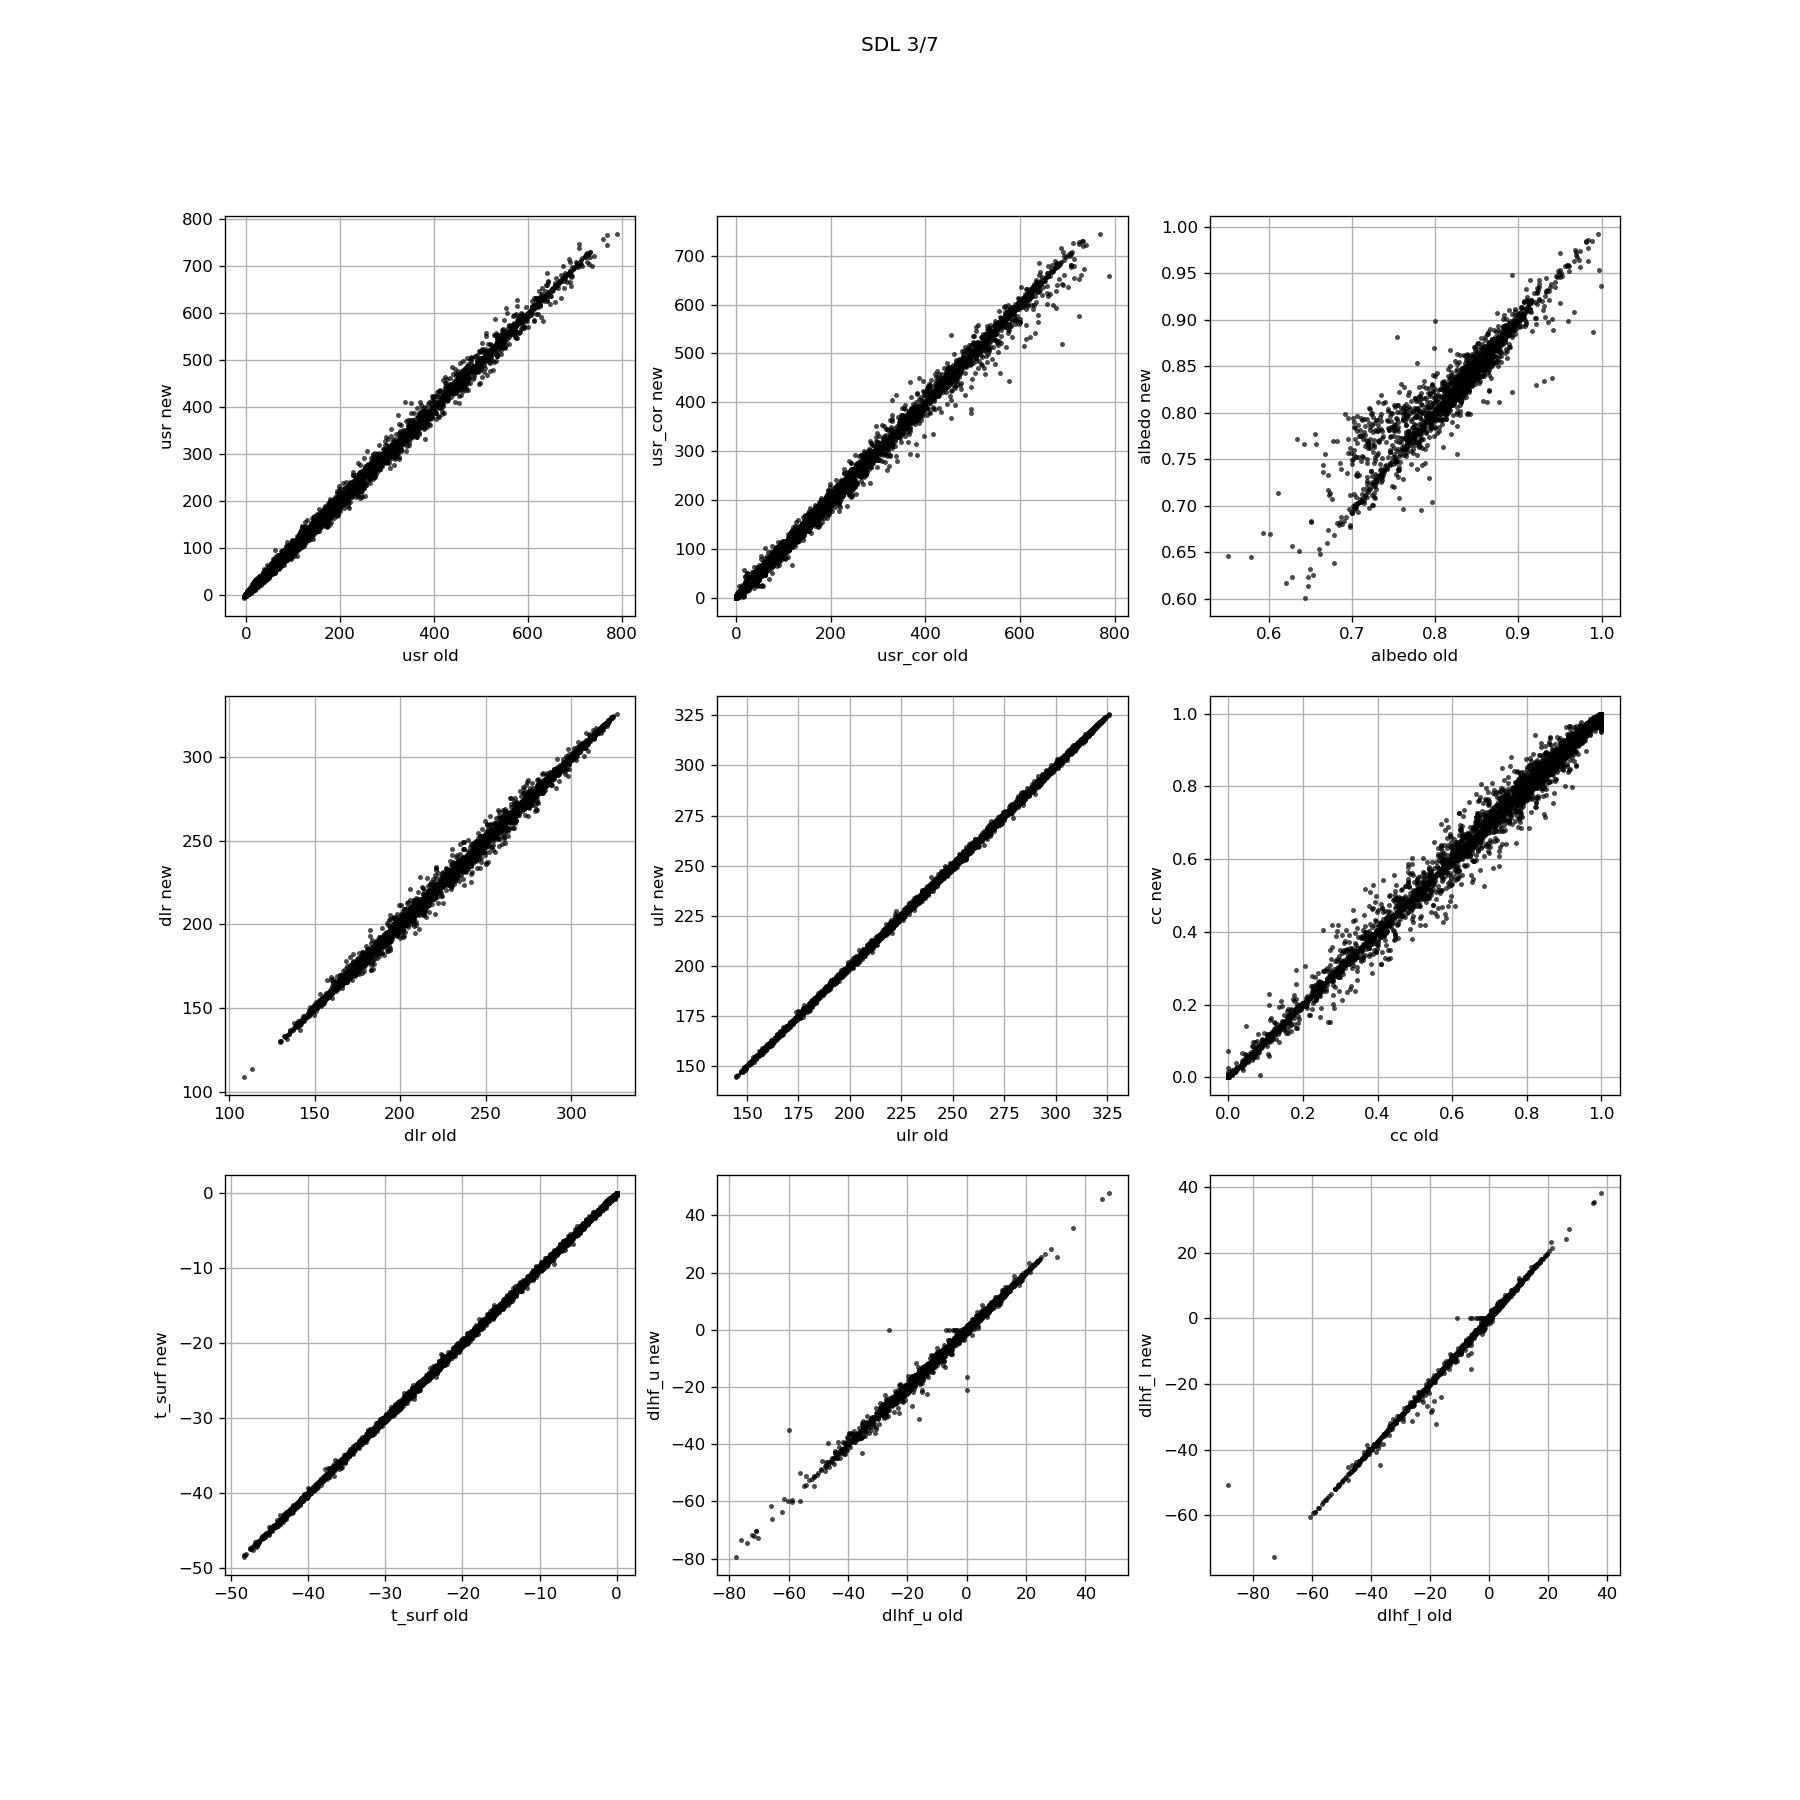 SDL 3/7
800
700
600
500
400
300
200
100
0
usr new
0 200 400 600 800
usr old
700
600
500
400
300
200
100
0
usr_cor new
0 200 400 600 800
usr_cor old
1.00
0.95
0.90
0.85
0.80
0.75
0.70
0.65
0.60
albedo new
0.6 0.7 0.8 0.9 1.0
albedo old
300
250
200
150
100
dlr new
100 150 200 250 300
dlr old
325
300
275
250
225
200
175
150
ulr new
150 175 200 225 250 275 300 325
ulr old
1.0
0.8
0.6
0.4
0.2
0.0
cc new
0.0 0.2 0.4 0.6 0.8 1.0
cc old
0
−10
−20
−30
−40
−50
t_surf new
−50 −40 −30 −20 −10 0
t_surf old
40
20
0
−20
−40
−60
−80
dlhf_u new
−80 −60 −40 −20 0 20 40
dlhf_u old
40
20
0
−20
−40
−60
dlhf_l new
−80 −60 −40 −20 0 20 40
dlhf_l old